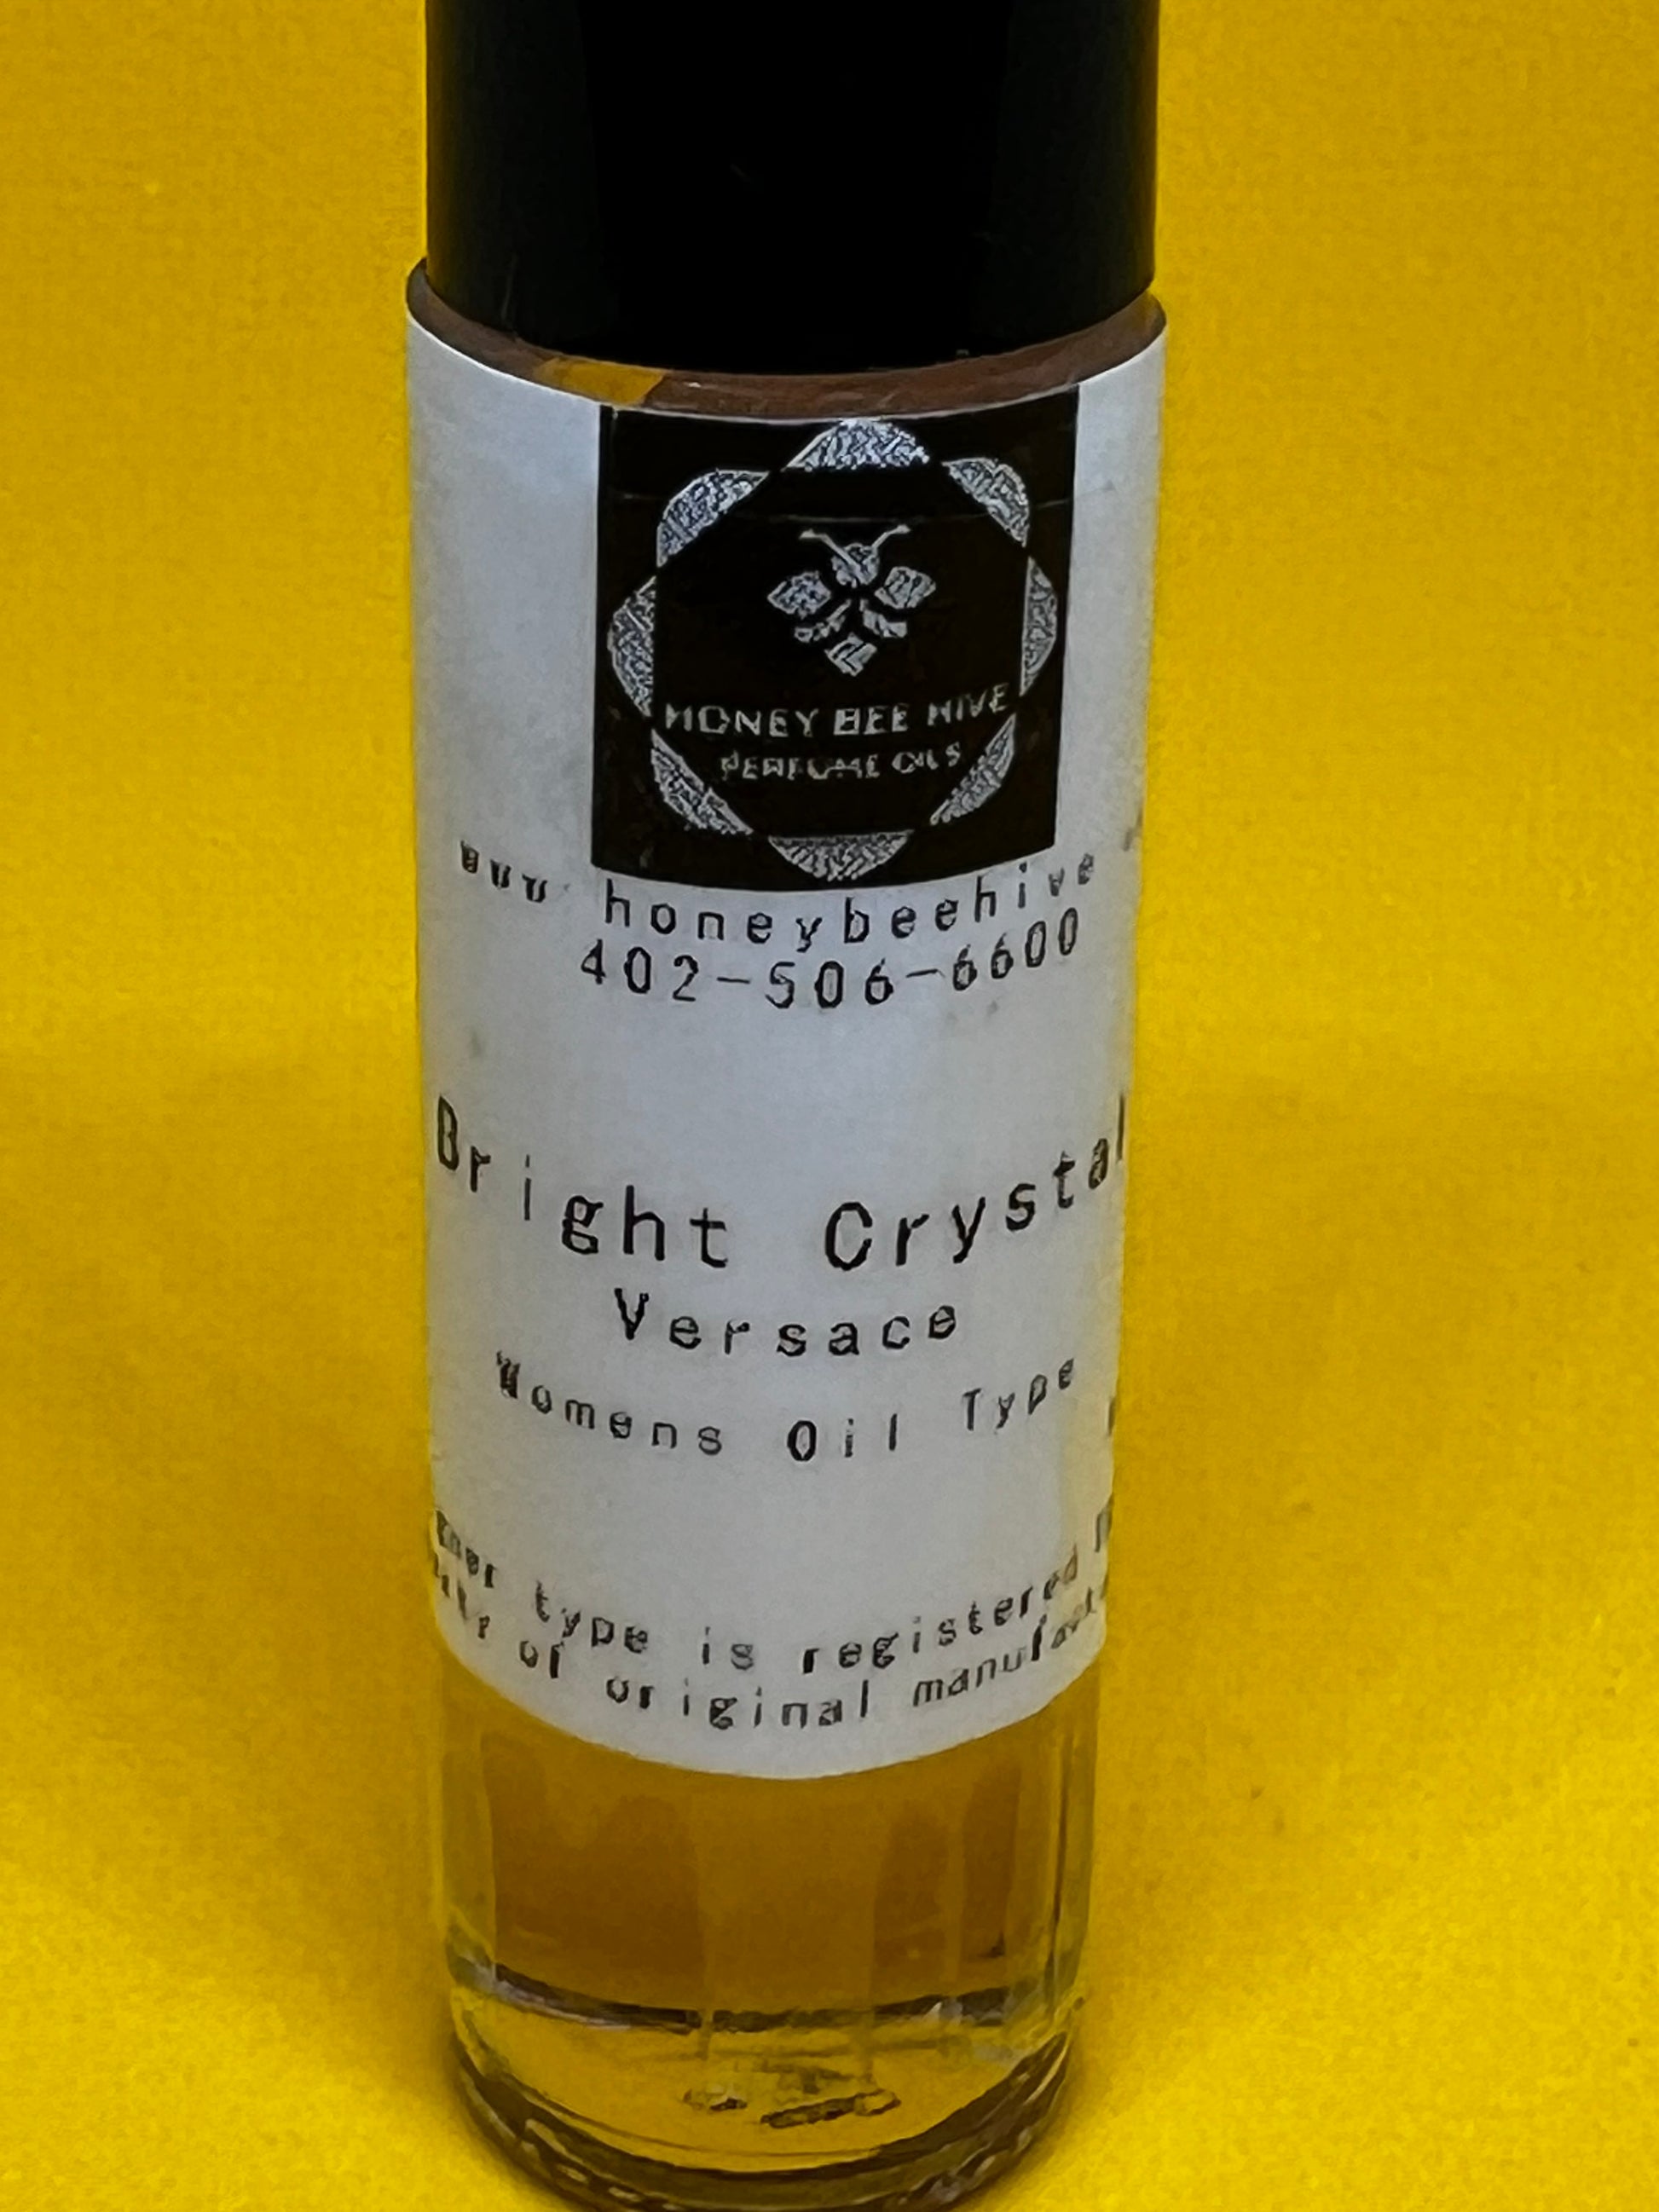 HONEY BEE HIVE
PERFUME OILS
www honeybeehive
402-506-6600
Bright Crystal
Versace
Womens Oil Type
type is registered
of original